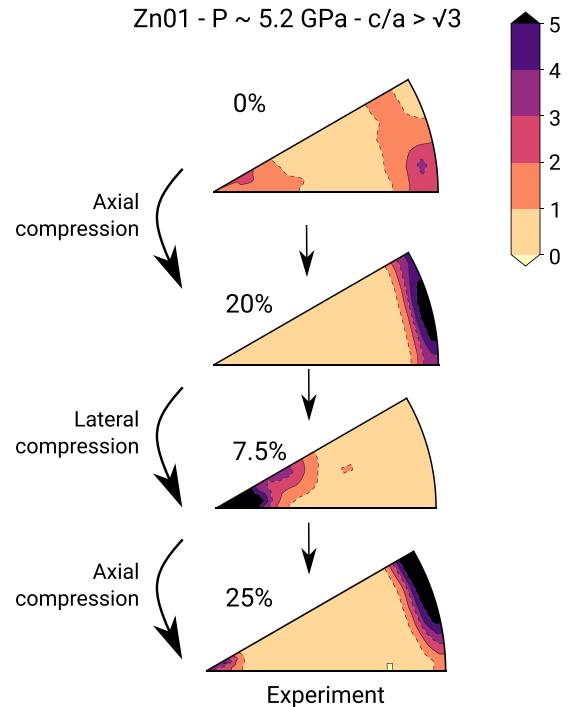 Zn01 - P ~ 5.2 GPa - c/a > √3
5
4
3
2
1
0
0%
Axial
compression
20%
Lateral
compression
7.5%
Axial
compression
25%
Experiment